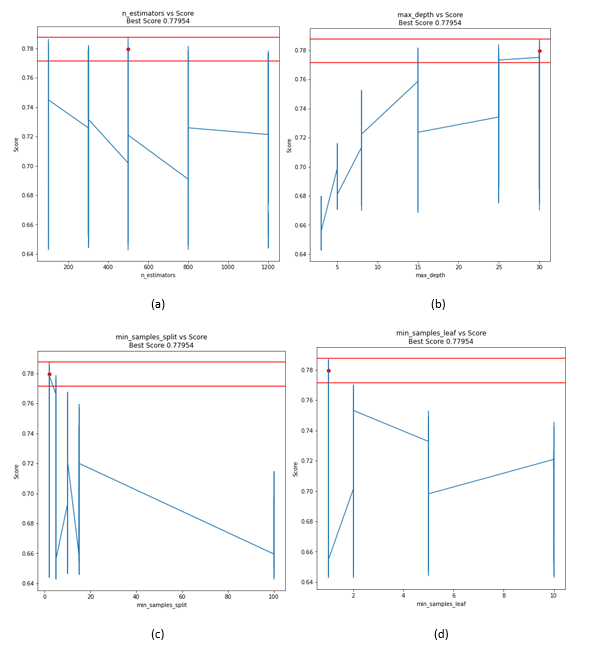 n_estimators vs Score
Best Score 0.77954
Score
0.78
0.76
0.74
0.72
0.70
0.68
0.66
0.64
200 400 600 800 1000 1200
n_estimators
(a)
max_depth vs Score
Best Score 0.77954
Score
0.78
0.76
0.74
0.72
0.70
0.68
0.66
0.64
5 10 15 20 25 30
max_depth
(b)
min_samples_split vs Score
Best Score 0.77954
Score
0.78
0.76
0.74
0.72
0.70
0.68
0.66
0.64
0 20 40 60 80 100
min_samples_split
(c)
min_samples_leaf vs Score
Best Score 0.77954
Score
0.78
0.76
0.74
0.72
0.70
0.68
0.66
0.64
2 4 6 8 10
min_samples_leaf
(d)